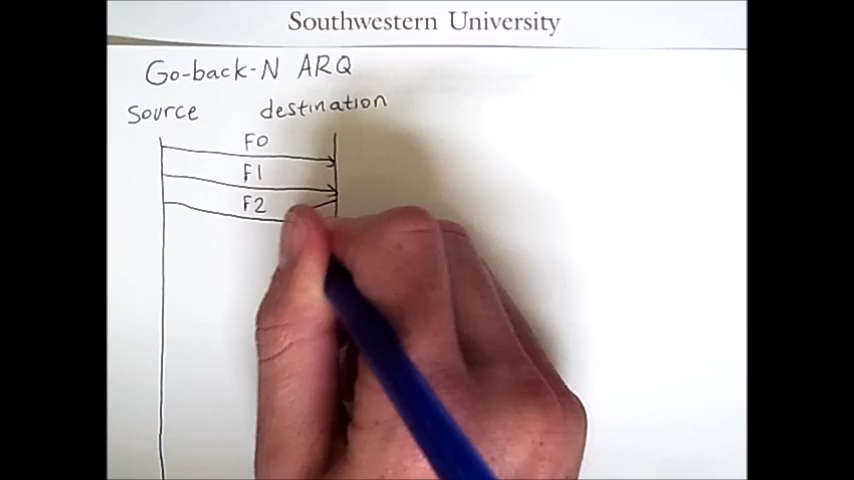 Southwestern University
Go-back-N ARQ
Source destination
F0
F1
F2